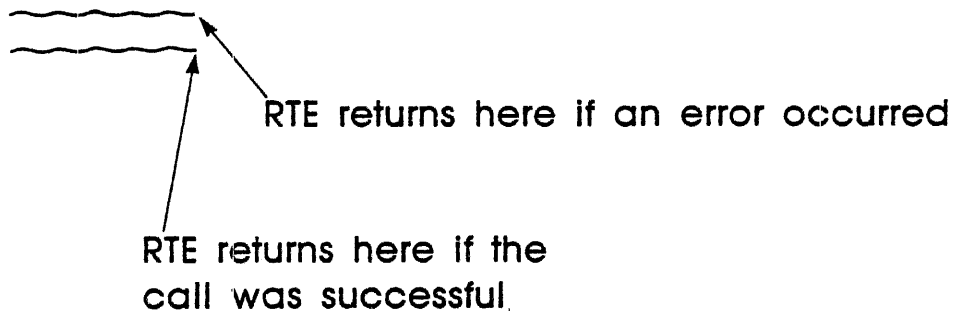 RTE returns here if an error occurred
RTE returns here if the
call was successful